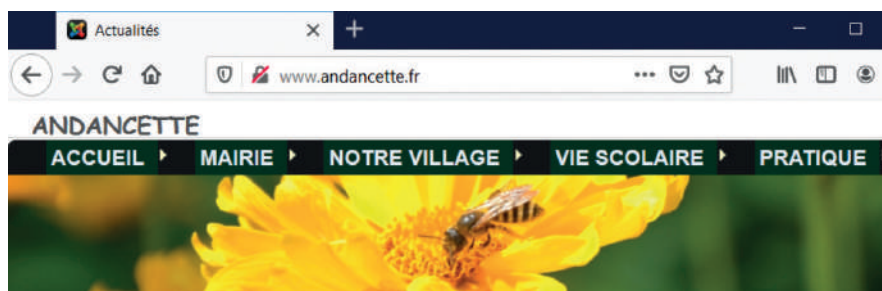 Actualités
www.andancette.fr
ANDANCETTE
ACCUEIL MAIRIE NOTRE VILLAGE VIE SCOLAIRE PRATIQUE